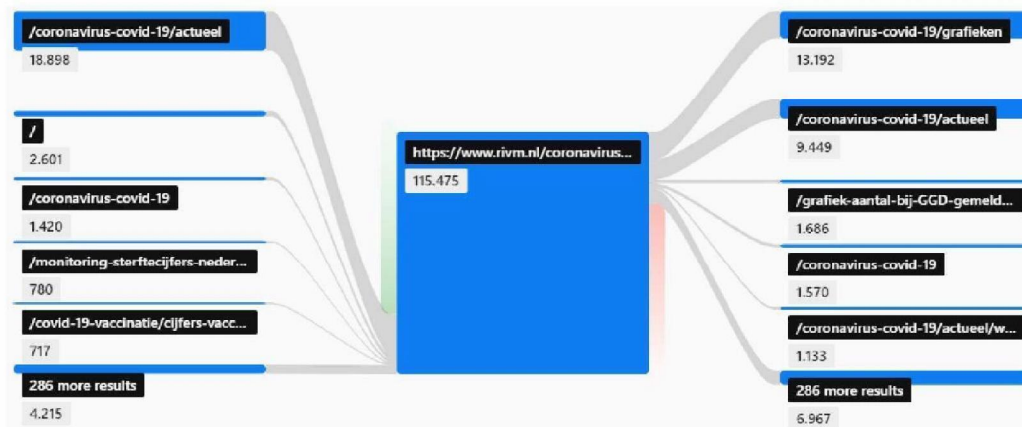 /coronavirus-covid-19/actueel
18.898
/
2.601
/coronavirus-covid-19
1.420
/monitoring-sterftecijfers-neder...
780
/covid-19-vaccinatie/cijfers-vacc...
717
286 more results
4.215
https://www.rivm.nl/coronavirus...
115.475
/coronavirus-covid-19/grafieken
13.192
/coronavirus-covid-19/actueel
9.449
/grafiek-aantal-bij-GGD-gemeld...
1.686
/coronavirus-covid-19
1.570
/coronavirus-covid-19/actueel/w...
1.133
286 more results
6.967